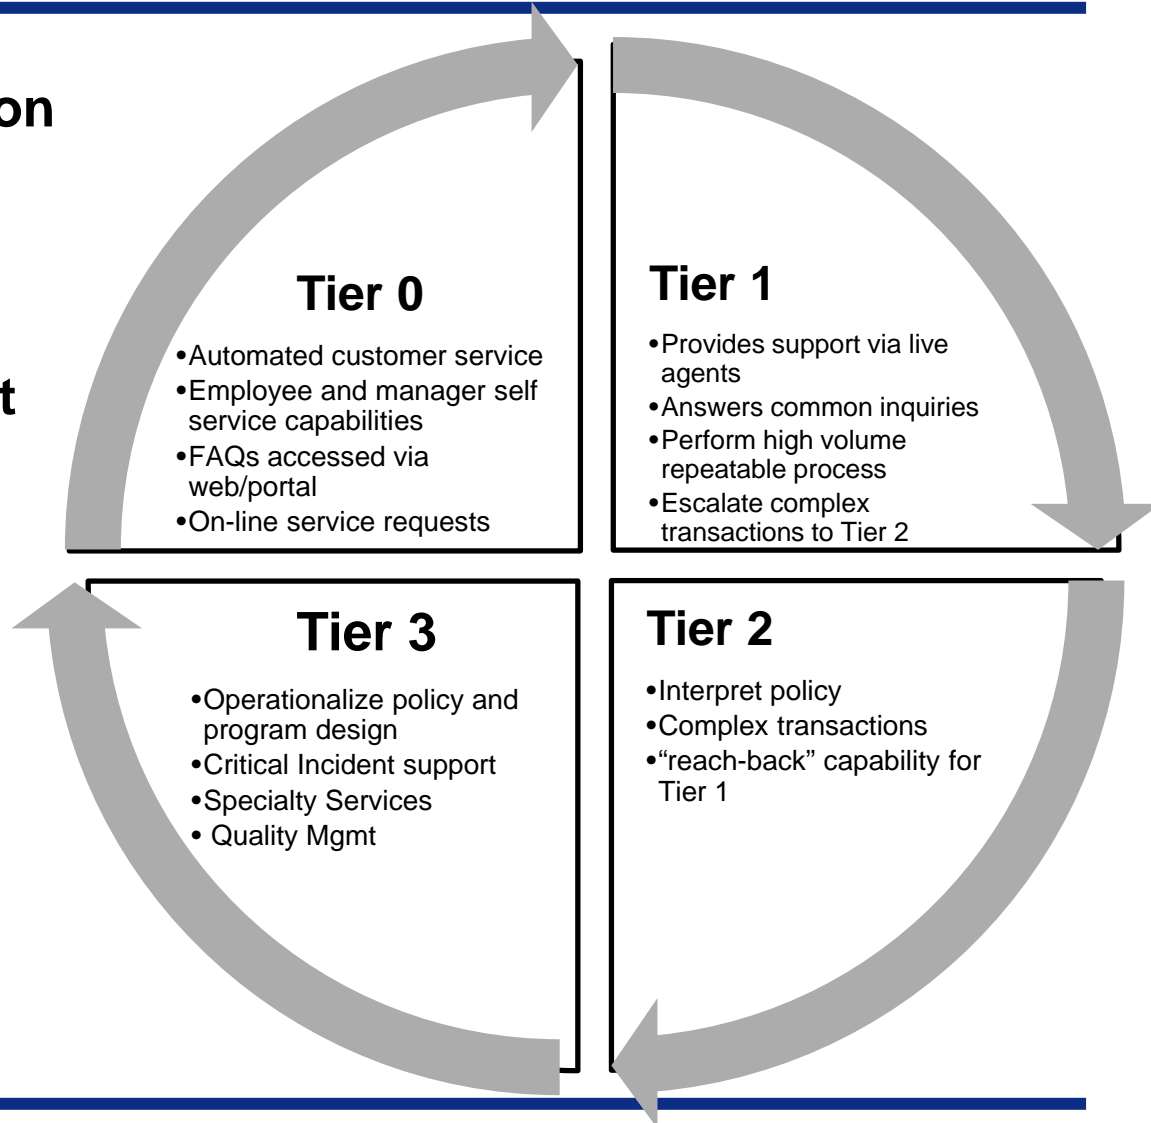 on
t
Tier 0
•Automated customer service
•Employee and manager self
service capabilities
•FAQs accessed via
web/portal
•On-line service requests
Tier 1
•Provides support via live
agents
•Answers common inquiries
•Perform high volume
repeatable process
•Escalate complex
transactions to Tier 2
Tier 3
•Operationalize policy and
program design
•Critical Incident support
•Specialty Services
• Quality Mgmt
Tier 2
•Interpret policy
•Complex transactions
•“reach-back” capability for
Tier 1